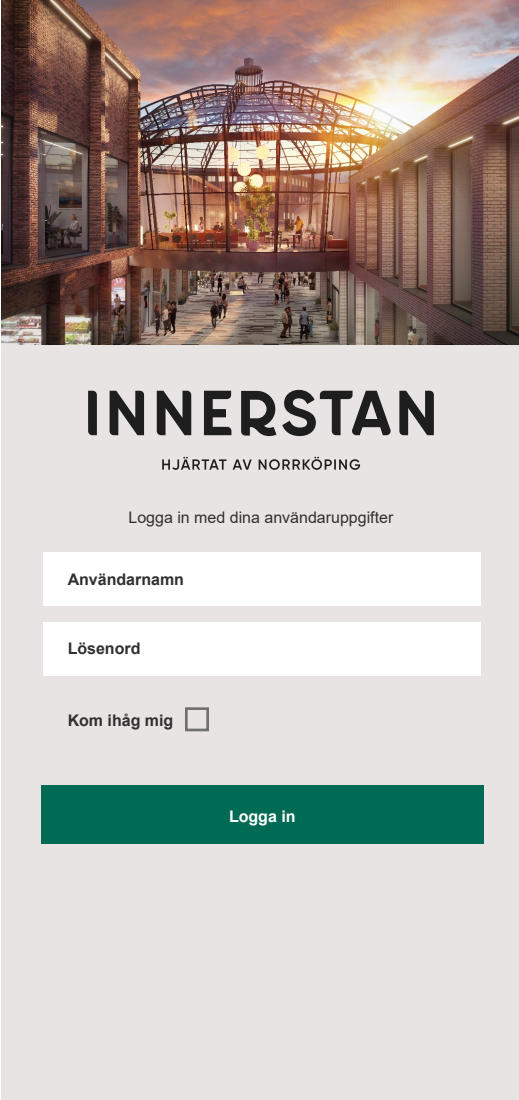 INNERSTAN
HJÄRTAT AV NORRKÖPING
Logga in med dina användaruppgifter
Användarnamn
Lösenord
Kom ihåg mig
Logga in